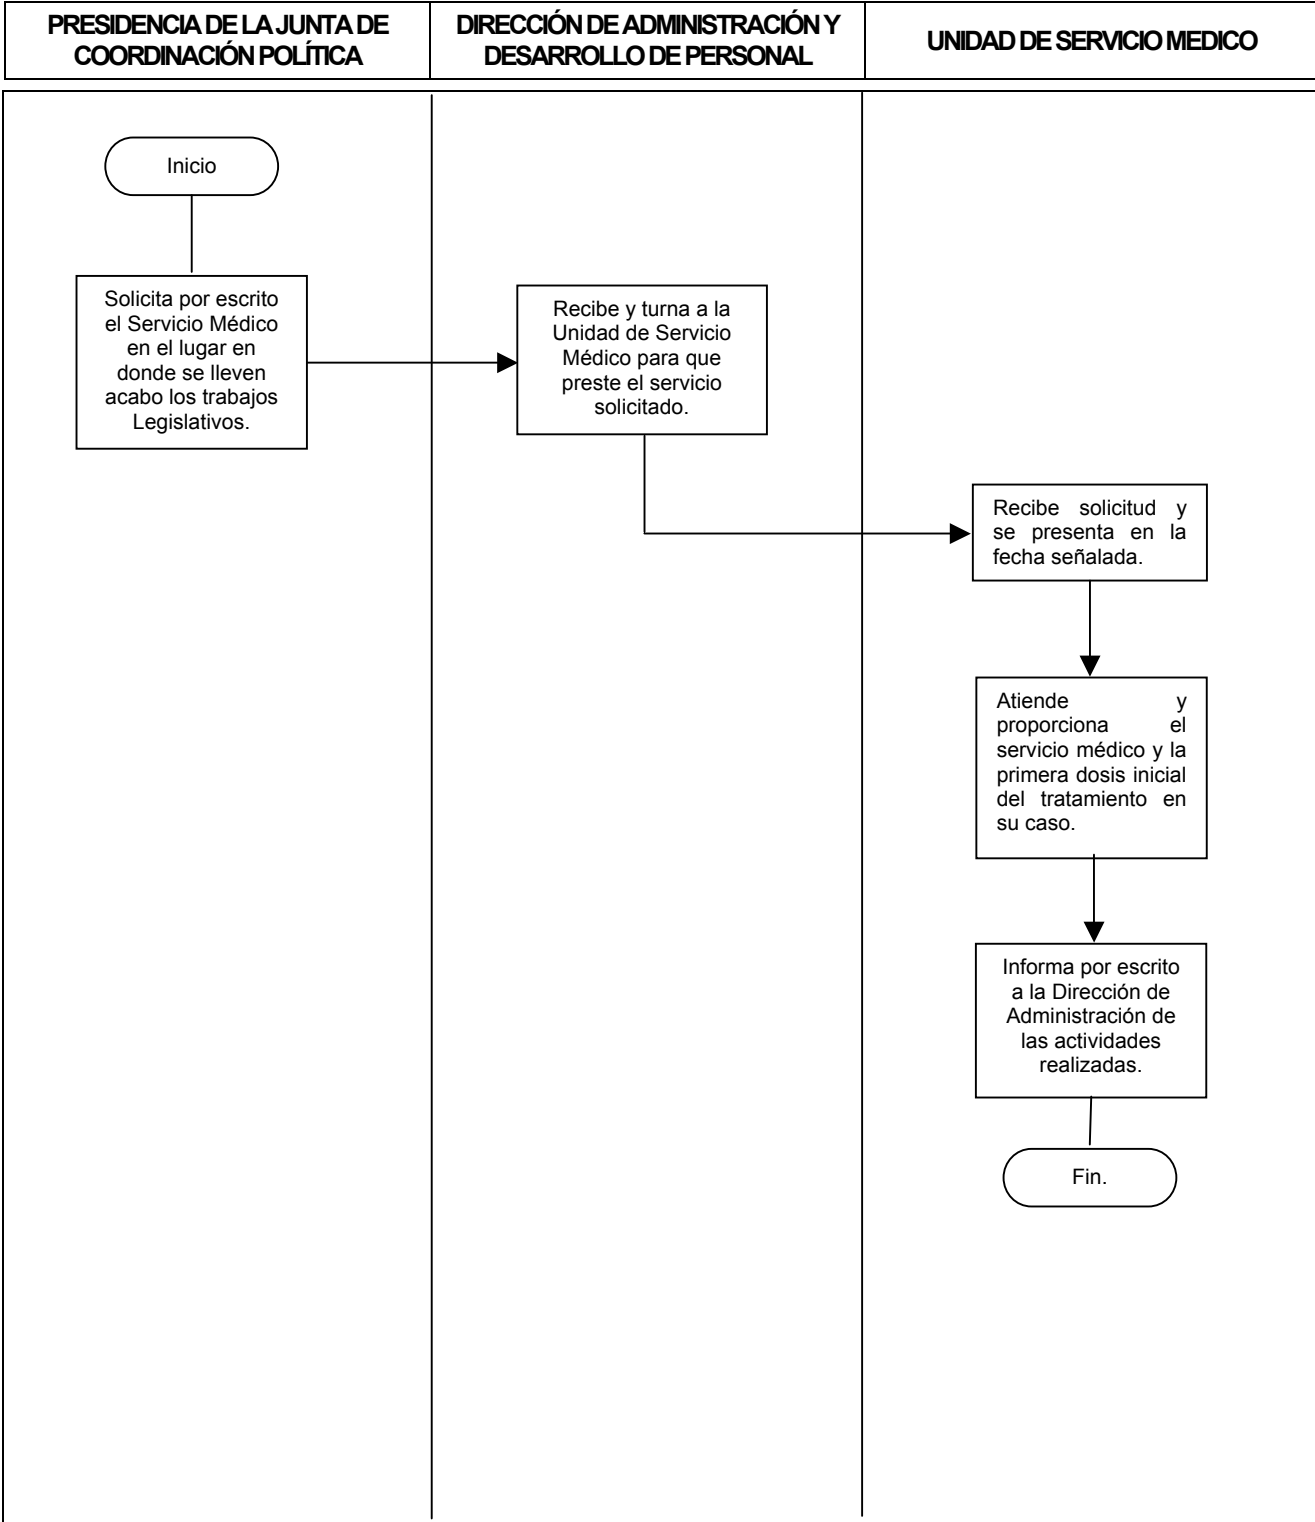 PRESIDENCIA DE LA JUNTA DE
COORDINACIÓN POLÍTICA
DIRECCIÓN DE ADMINISTRACIÓN Y
DESARROLLO DE PERSONAL
UNIDAD DE SERVICIO MEDICO
Inicio
Solicita por escrito
el Servicio Médico
en el lugar en
donde se lleven
acabo los trabajos
Legislativos.
Recibe y turna a la
Unidad de Servicio
Médico para que
preste el servicio
solicitado.
Recibe solicitud y
se presenta en la
fecha señalada.
Atiende y
proporciona el
servicio médico y la
primera dosis inicial
del tratamiento en
su caso.
Informa por escrito
a la Dirección de
Administración de
las actividades
realizadas.
Fin.